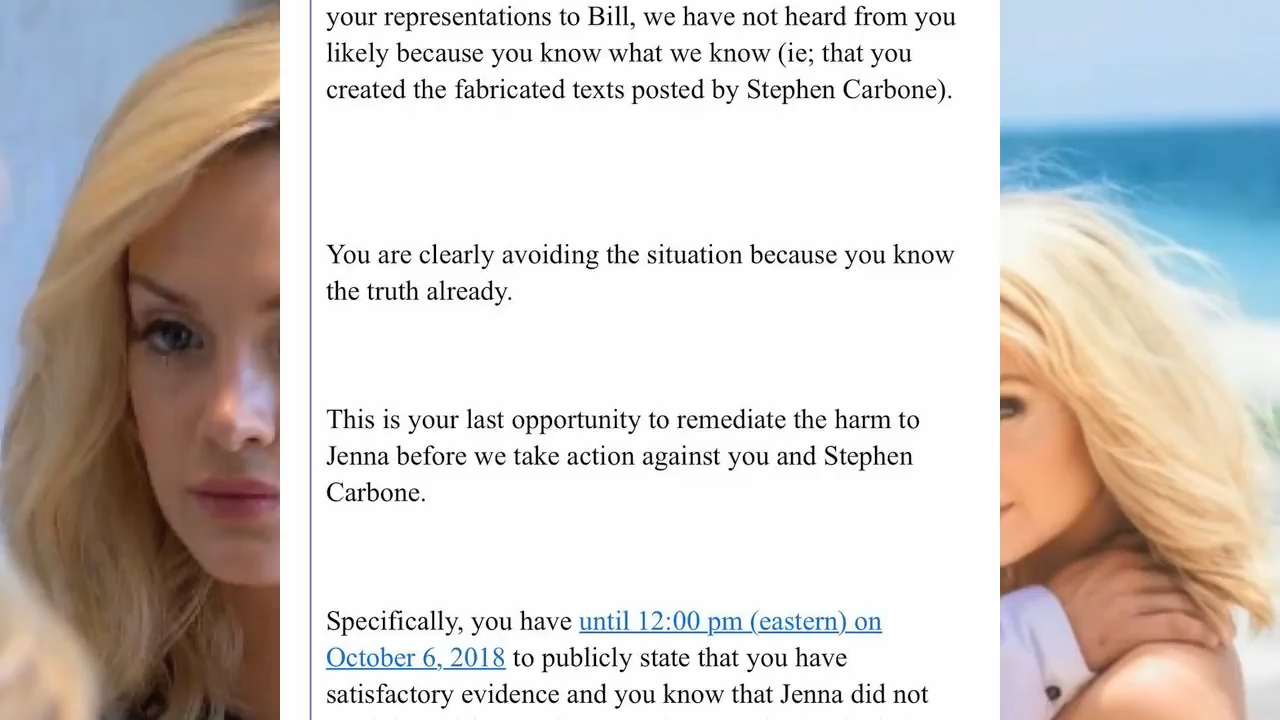 your representations to Bill, we have not heard from you
likely because you know what we know (ie; that you
created the fabricated texts posted by Stephen Carbone).
You are clearly avoiding the situation because you know
the truth already.
This is your last opportunity to remediate the harm to
Jenna before we take action against you and Stephen
Carbone.
Specifically, you have until 12:00 pm (eastern) on
October 6, 2018 to publicly state that you have
satisfactory evidence and you know that Jenna did not